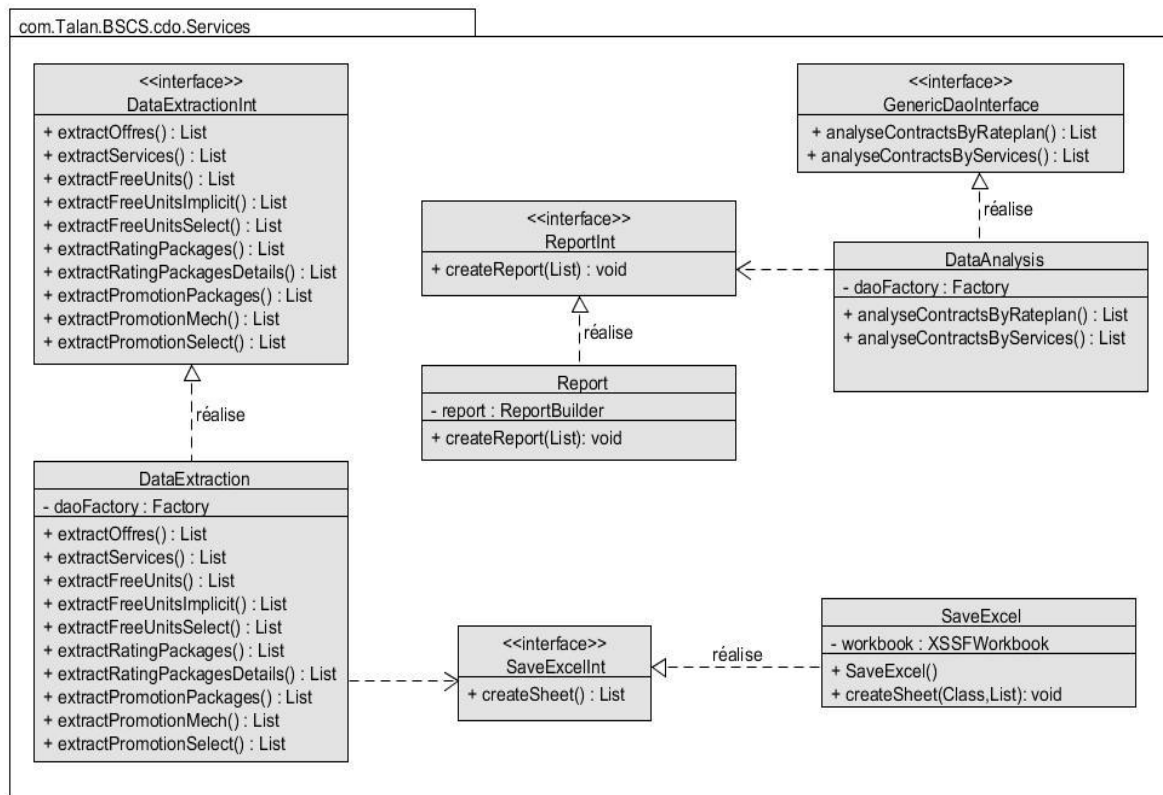 com.Talan.BSCS.cdo.Services
<<interface>>
DataExtractionInt
+ extractOffres() : List
+ extractServices() : List
+ extractFreeUnits() : List
+ extractFreeUnitsImplicit() : List
+ extractFreeUnitsSelect() : List
+ extractRatingPackages() : List
+ extractRatingPackagesDetails() : List
+ extractPromotionPackages() : List
+ extractPromotionMech() : List
+ extractPromotionSelect() : List
réalise
DataExtraction
- daoFactory : Factory
+ extractOffres() : List
+ extractServices() : List
+ extractFreeUnits() : List
+ extractFreeUnitsImplicit() : List
+ extractFreeUnitsSelect() : List
+ extractRatingPackages() : List
+ extractRatingPackagesDetails() : List
+ extractPromotionPackages() : List
+ extractPromotionMech() : List
+ extractPromotionSelect() : List
<<interface>>
ReportInt
+ createReport(List) : void
réalise
Report
- report : ReportBuilder
+ createReport(List): void
<<interface>>
GenericDaoInterface
+ analyseContractsByRateplan() : List
+ analyseContractsByServices() : List
réalise
DataAnalysis
- daoFactory : Factory
+ analyseContractsByRateplan() : List
+ analyseContractsByServices() : List
<<interface>>
SaveExcelInt
+ createSheet() : List
réalise
SaveExcel
- workbook : XSSFWorkbook
+ SaveExcel()
+ createSheet(Class,List): void